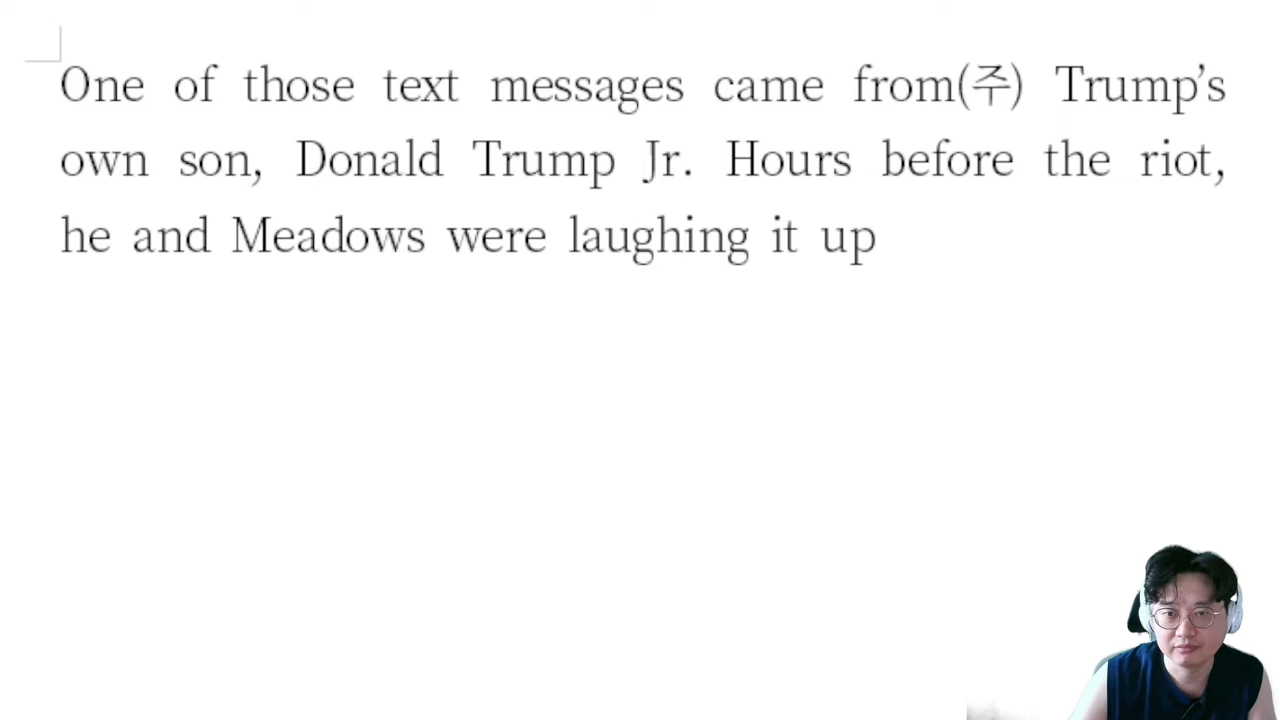 One of those text messages came from(주) Trump’s
own son, Donald Trump Jr. Hours before the riot,
he and Meadows were laughing it up